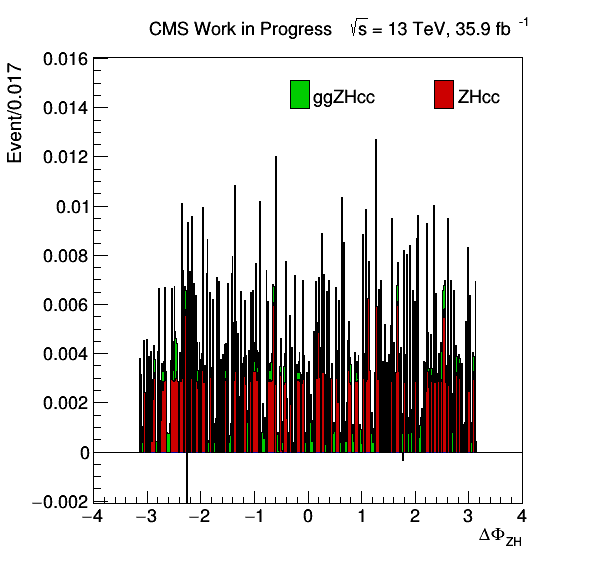 CMS Work in Progress √s = 13 TeV, 35.9 fb⁻¹
Event/0.017
0.016
0.014
0.012
0.01
0.008
0.006
0.004
0.002
0
−0.002
ggZHcc ZHcc
−4 −3 −2 −1 0 1 2 3 4
ΔΦ_ZH